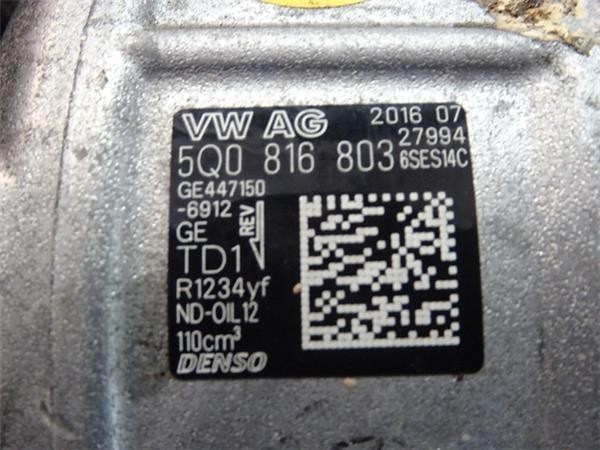 VW AG 2016 07
27994
5Q0 816 803 6SES14C
GE447150
-6912
GE
REV
TD1
R1234yf
ND-OIL12
110cm³
DENSO